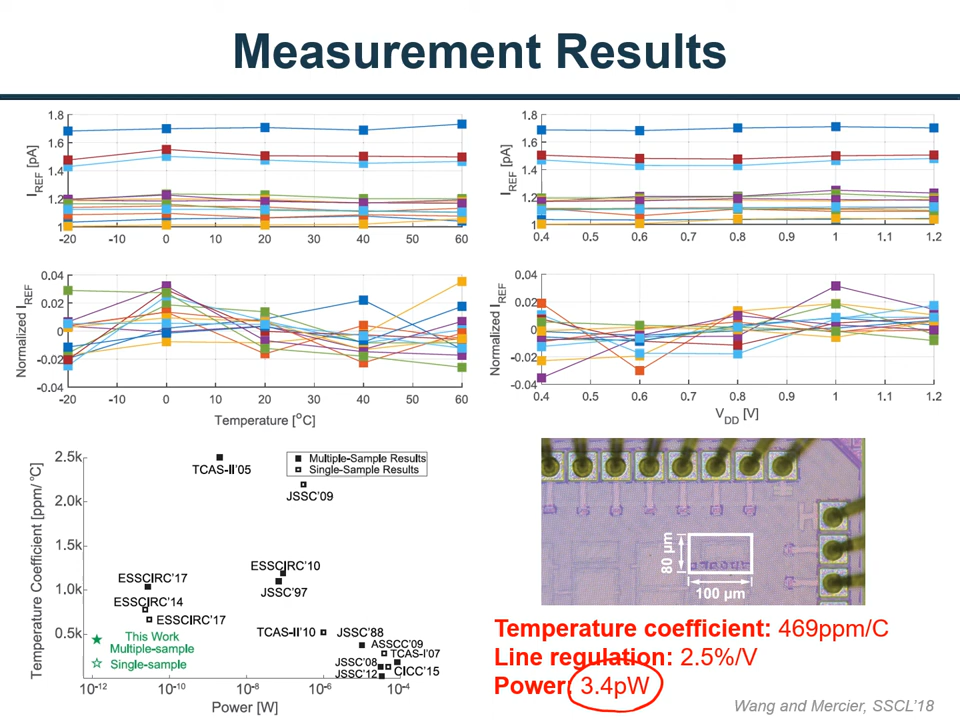 Measurement Results
I_REF [pA]
1.8
1.6
1.4
1.2
1
-20 -10 0 10 20 30 40 50 60
I_REF [pA]
1.8
1.6
1.4
1.2
1
0.4 0.5 0.6 0.7 0.8 0.9 1 1.1 1.2
Normalized I_REF
0.04
0.02
0
-0.02
-0.04
-20 -10 0 10 20 30 40 50 60
Temperature [°C]
Normalized I_REF
0.04
0.02
0
-0.02
-0.04
0.4 0.5 0.6 0.7 0.8 0.9 1 1.1 1.2
V_DD [V]
Temperature Coefficient [ppm/°C]
2.5k
2.0k
1.5k
1.0k
0.5k
Multiple-Sample Results
Single-Sample Results
TCAS-II'05
JSSC'09
ESSCIRC'10
ESSCIRC'17
JSSC'97
ESSCIRC'14
ESSCIRC'17
TCAS-II'10
JSSC'88
This Work
Multiple-sample
ASSCC'09
TCAS-I'07
Single-sample
JSSC'08
CICC'15
JSSC'12
10^-12 10^-10 10^-8 10^-6 10^-4
Power [W]
80 μm
100 μm
Temperature coefficient: 469ppm/C
Line regulation: 2.5%/V
Power: 3.4pW
Wang and Mercier, SSCL'18